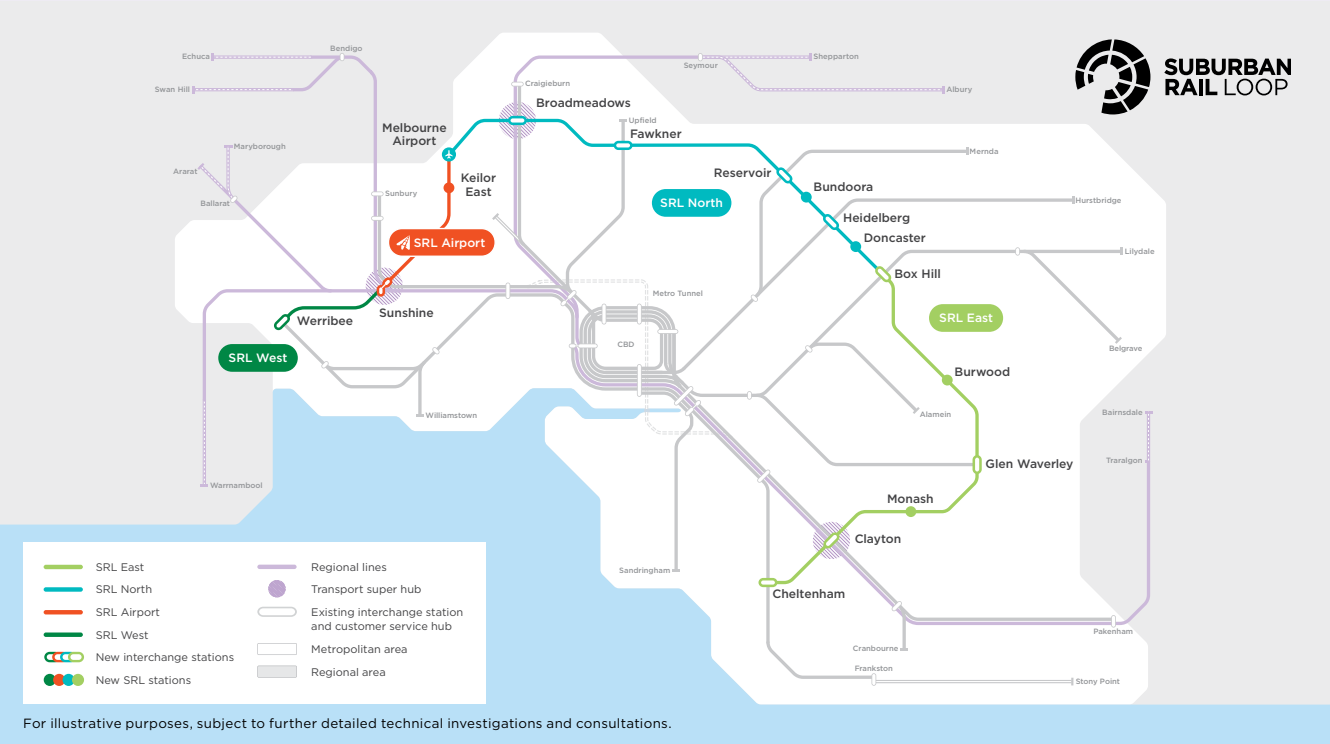 SUBURBAN
RAIL LOOP
Bendigo
Echuca
Swan Hill
Seymour
Shepparton
Albury
Craigieburn
Broadmeadows
Melbourne
Airport
Upfield
Fawkner
Maryborough
Ararat
Ballarat
Sunbury
Keilor
East
Reservoir
Mernda
Bundoora
SRL North
Hurstbridge
Heidelberg
Doncaster
SRL Airport
Lilydale
Box Hill
Metro Tunnel
Sunshine
Werribee
SRL East
CBD
Belgrave
SRL West
Burwood
Williamstown
Alamein
Bairnsdale
Traralgon
Glen Waverley
Warrnambool
Monash
Clayton
Sandringham
Cheltenham
Pakenham
Cranbourne
Frankston
Stony Point
SRL East
SRL North
SRL Airport
SRL West
New interchange stations
New SRL stations
Regional lines
Transport super hub
Existing interchange station
and customer service hub
Metropolitan area
Regional area
For illustrative purposes, subject to further detailed technical investigations and consultations.